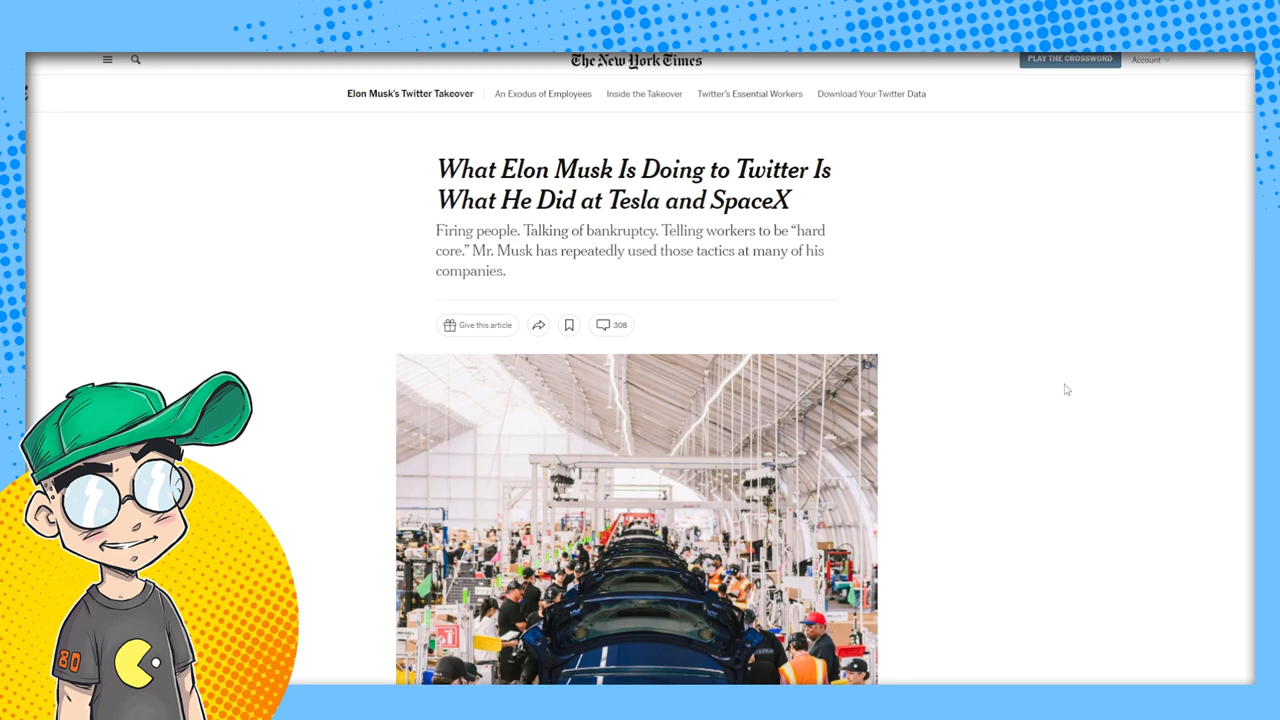 The New York Times
PLAY THE CROSSWORD
Account
Elon Musk's Twitter Takeover
An Exodus of Employees
Inside the Takeover
Twitter's Essential Workers
Download Your Twitter Data
What Elon Musk Is Doing to Twitter Is
What He Did at Tesla and SpaceX
Firing people. Talking of bankruptcy. Telling workers to be “hard
core.” Mr. Musk has repeatedly used those tactics at many of his
companies.
Give this article
308
80